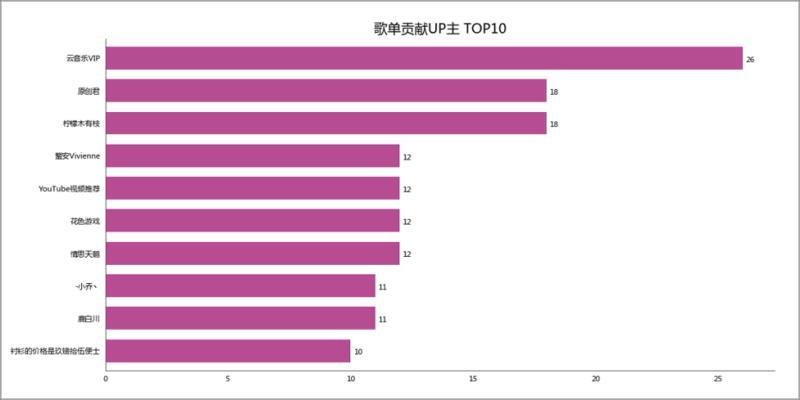 歌单贡献UP主 TOP10
云音乐VIP 26
原创君 18
柠檬木有枝 18
蟹安Vivienne 12
YouTube视频推荐 12
花色游戏 12
情思天鹅 12
~小乔丶 11
鹿白川 11
衬衫的价格是玖镑拾伍便士 10
0 5 10 15 20 25